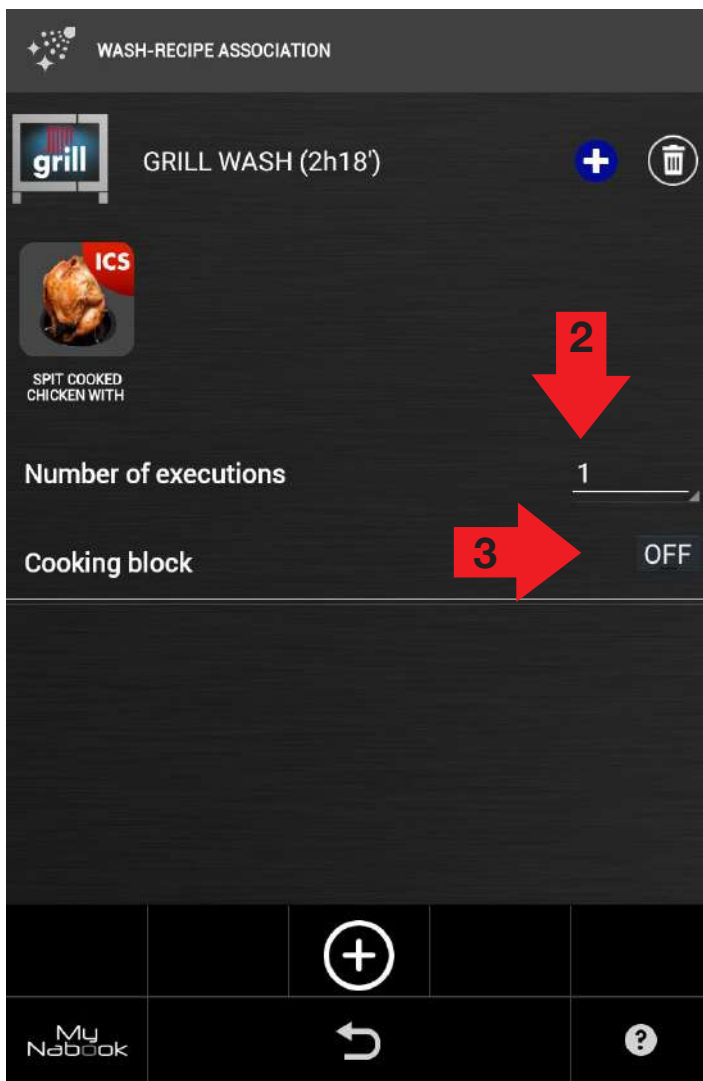 WASH-RECIPE ASSOCIATION
grill
GRILL WASH (2h18')
ICS
SPIT COOKED
CHICKEN WITH
2
Number of executions
1
Cooking block
3
OFF
My
Nabook
?